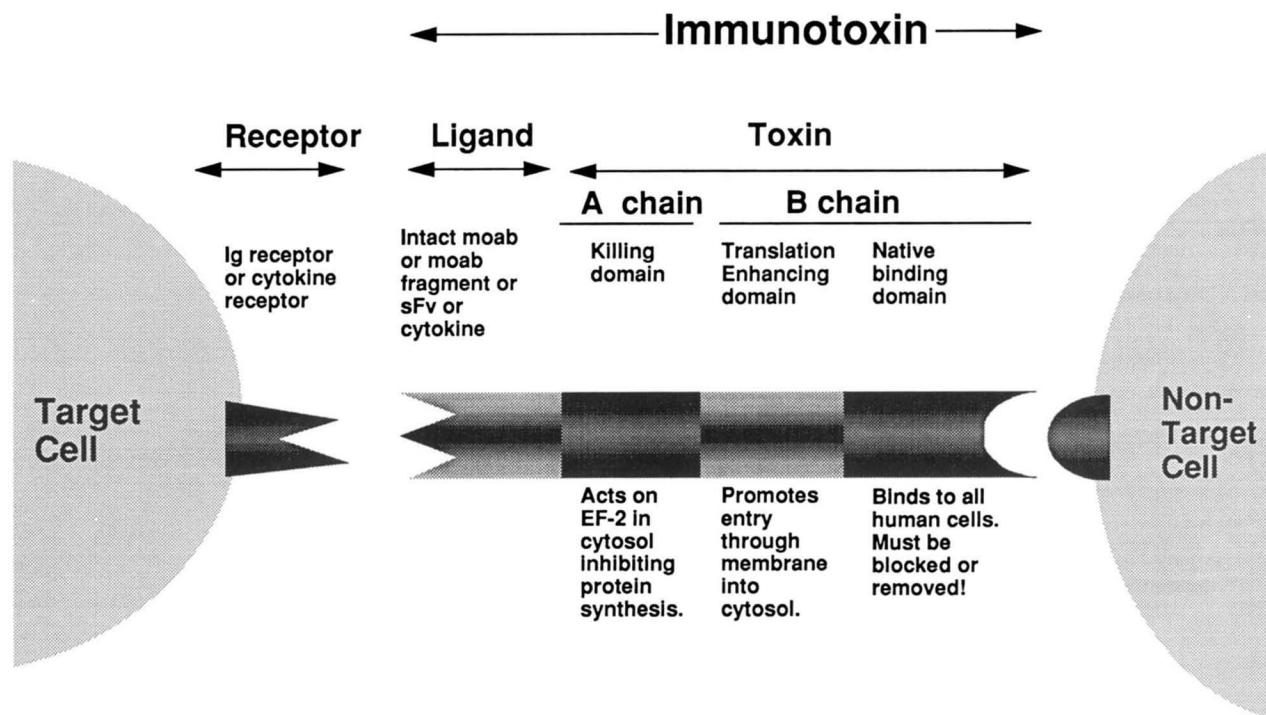 Immunotoxin
Receptor
Ligand
Toxin
A chain
B chain
Ig receptor
or cytokine
receptor
Intact moab
or moab
fragment or
sFv or
cytokine
Killing
domain
Translation
Enhancing
domain
Native
binding
domain
Target
Cell
Non-
Target
Cell
Acts on
EF-2 in
cytosol
inhibiting
protein
synthesis.
Promotes
entry
through
membrane
into
cytosol.
Binds to all
human cells.
Must be
blocked or
removed!